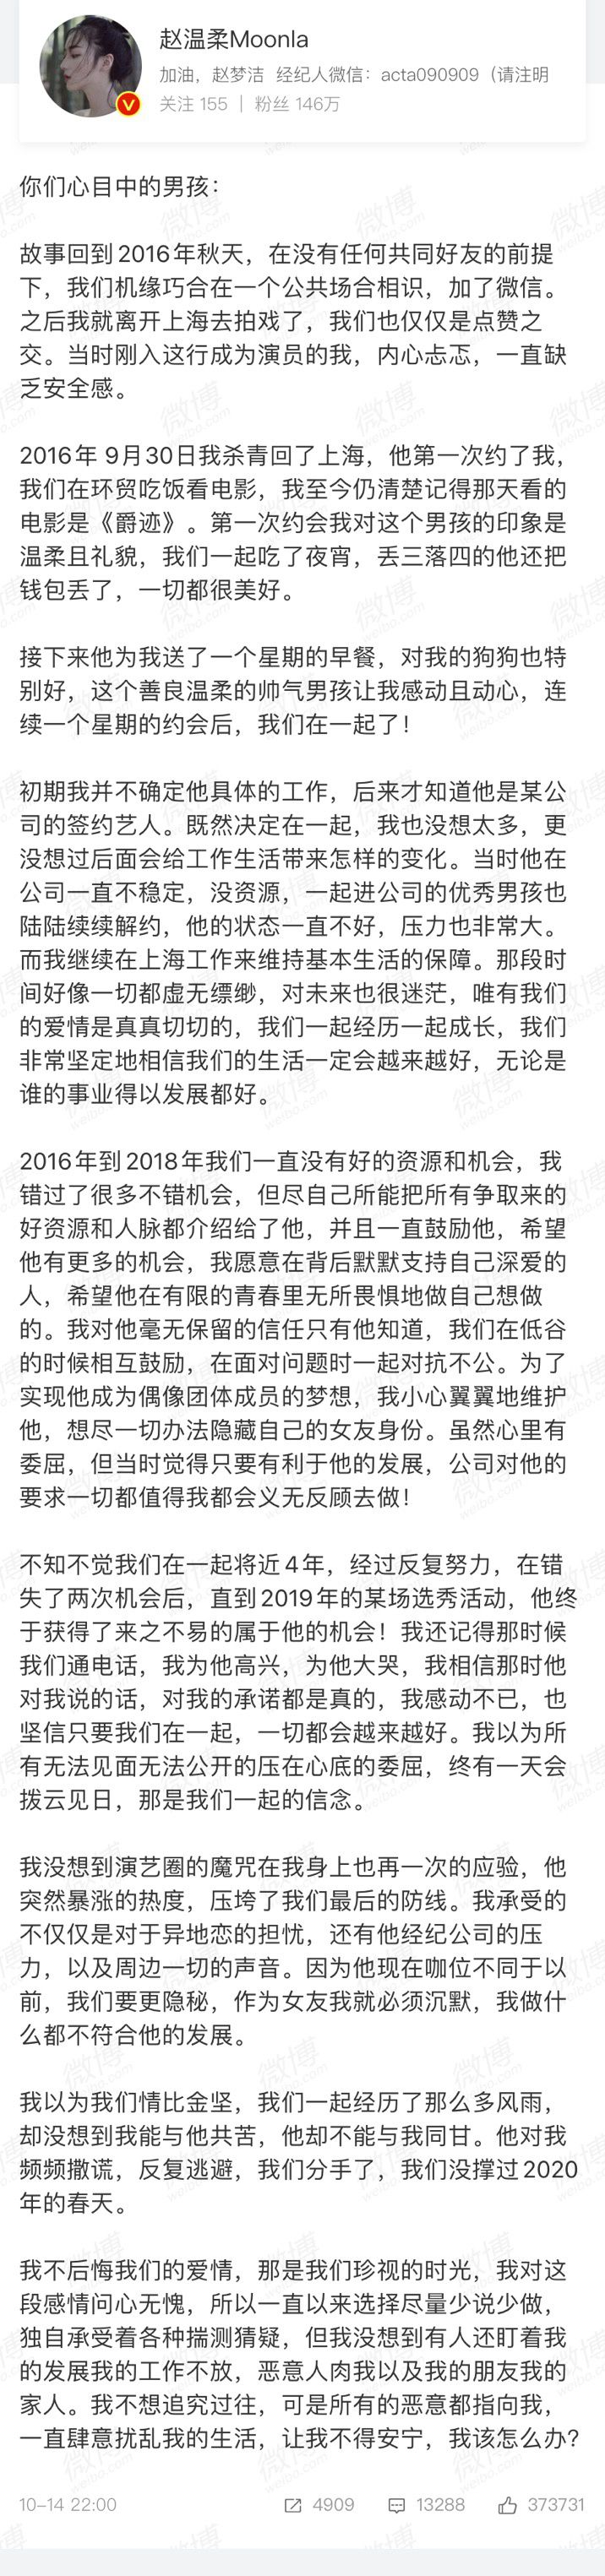 赵温柔Moonla
加油，赵梦洁 经纪人微信：acta090909（请注明
关注 155 | 粉丝 146万
你们心目中的男孩：
故事回到2016年秋天，在没有任何共同好友的前提
下，我们机缘巧合在一个公共场合相识，加了微信。
之后我就离开上海去拍戏了，我们也仅仅是点赞之
交。当时刚入这行成为演员的我，内心忐忑，一直缺
乏安全感。
2016年 9月30日我杀青回了上海，他第一次约了我，
我们在环贸吃饭看电影，我至今仍清楚记得那天看的
电影是《爵迹》。第一次约会我对这个男孩的印象是
温柔且礼貌，我们一起吃了夜宵，丢三落四的他还把
钱包丢了，一切都很美好。
接下来他为我送了一个星期的早餐，对我的狗狗也特
别好，这个善良温柔的帅气男孩让我感动且动心，连
续一个星期的约会后，我们在一起了！
初期我并不确定他具体的工作，后来才知道他是某公
司的签约艺人。既然决定在一起，我也没想太多，更
没想过后面会给工作生活带来怎样的变化。当时他在
公司一直不稳定，没资源，一起进公司的优秀男孩也
陆陆续续解约，他的状态一直不好，压力也非常大。
而我继续在上海工作来维持基本生活的保障。那段时
间好像一切都虚无缥缈，对未来也很迷茫，唯有我们
的爱情是真真切切的，我们一起经历一起成长，我们
非常坚定地相信我们的生活一定会越来越好，无论是
谁的事业得以发展都好。
2016年到2018年我们一直没有好的资源和机会，我
错过了很多不错机会，但尽自己所能把所有争取来的
好资源和人脉都介绍给了他，并且一直鼓励他，希望
他有更多的机会，我愿意在背后默默支持自己深爱的
人，希望他在有限的青春里无所畏惧地做自己想做
的。我对他毫无保留的信任只有他知道，我们在低谷
的时候相互鼓励，在面对问题时一起对抗不公。为了
实现他成为偶像团体成员的梦想，我小心翼翼地维护
他，想尽一切办法隐藏自己的女友身份。虽然心里有
委屈，但当时觉得只要有利于他的发展，公司对他的
要求一切都值得我都会义无反顾去做！
不知不觉我们在一起将近4年，经过反复努力，在错
失了两次机会后，直到2019年的某场选秀活动，他终
于获得了来之不易的属于他的机会！我还记得那时候
我们通电话，我为他高兴，为他大哭，我相信那时他
对我说的话，对我的承诺都是真的，我感动不已，也
坚信只要我们在一起，一切都会越来越好。我以为所
有无法见面无法公开的压在心底的委屈，终有一天会
拨云见日，那是我们一起的信念。
我没想到演艺圈的魔咒在我身上也再一次的应验，他
突然暴涨的热度，压垮了我们最后的防线。我承受的
不仅仅是对于异地恋的担忧，还有他经纪公司的压
力，以及周边一切的声音。因为他现在咖位不同于以
前，我们要更隐秘，作为女友我就必须沉默，我做什
么都不符合他的发展。
我以为我们情比金坚，我们一起经历了那么多风雨，
却没想到我能与他共苦，他却不能与我同甘。他对我
频频撒谎，反复逃避，我们分手了，我们没撑过2020
年的春天。
我不后悔我们的爱情，那是我们珍视的时光，我对这
段感情问心无愧，所以一直以来选择尽量少说少做，
独自承受着各种揣测猜疑，但我没想到有人还盯着我
的发展我的工作不放，恶意人肉我以及我的朋友我的
家人。我不想追究过往，可是所有的恶意都指向我，
一直肆意扰乱我的生活，让我不得安宁，我该怎么办?
10-14 22:00 4909 13288 373731